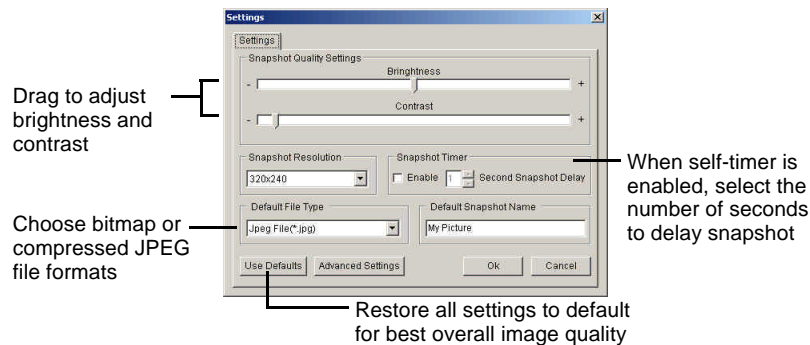 Settings
Settings
Snapshot Quality Settings
Bringhtness
- +
Contrast
- +
Drag to adjust
brightness and
contrast
Snapshot Resolution
320x240
Snapshot Timer
Enable 1 Second Snapshot Delay
When self-timer is
enabled, select the
number of seconds
to delay snapshot
Choose bitmap or
compressed JPEG
file formats
Default File Type
Jpeg File(*.jpg)
Default Snapshot Name
My Picture
Use Defaults Advanced Settings Ok Cancel
Restore all settings to default
for best overall image quality